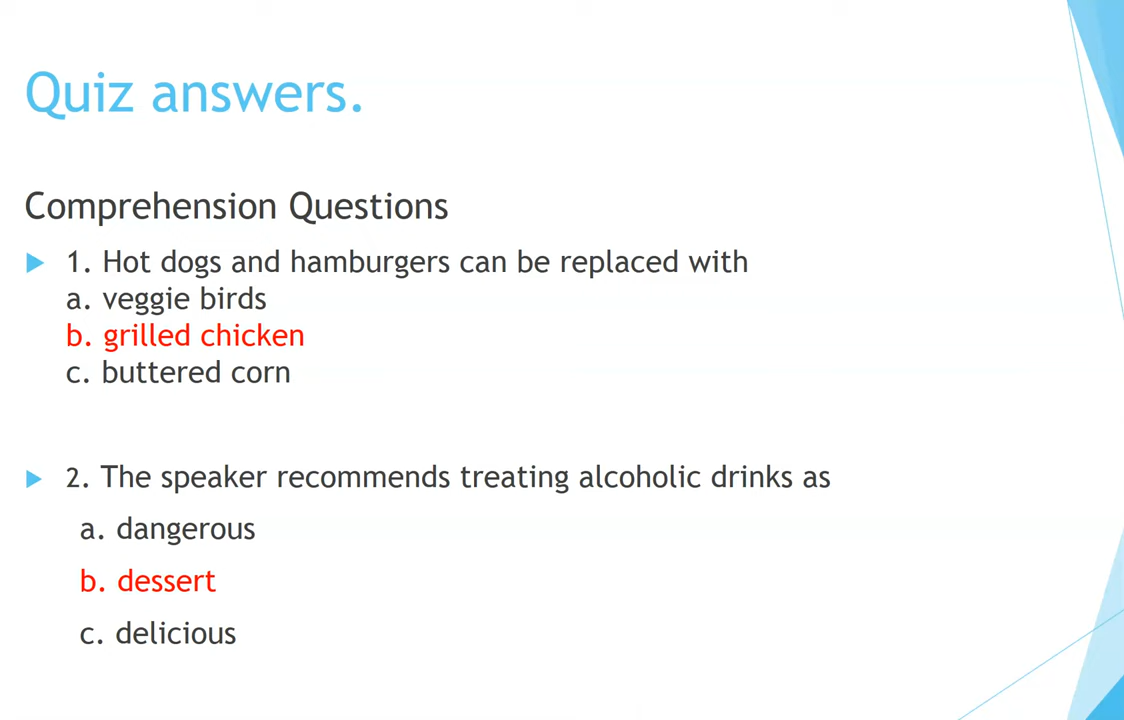 Quiz answers.
Comprehension Questions
1. Hot dogs and hamburgers can be replaced with
a. veggie birds
b. grilled chicken
c. buttered corn
2. The speaker recommends treating alcoholic drinks as
a. dangerous
b. dessert
c. delicious